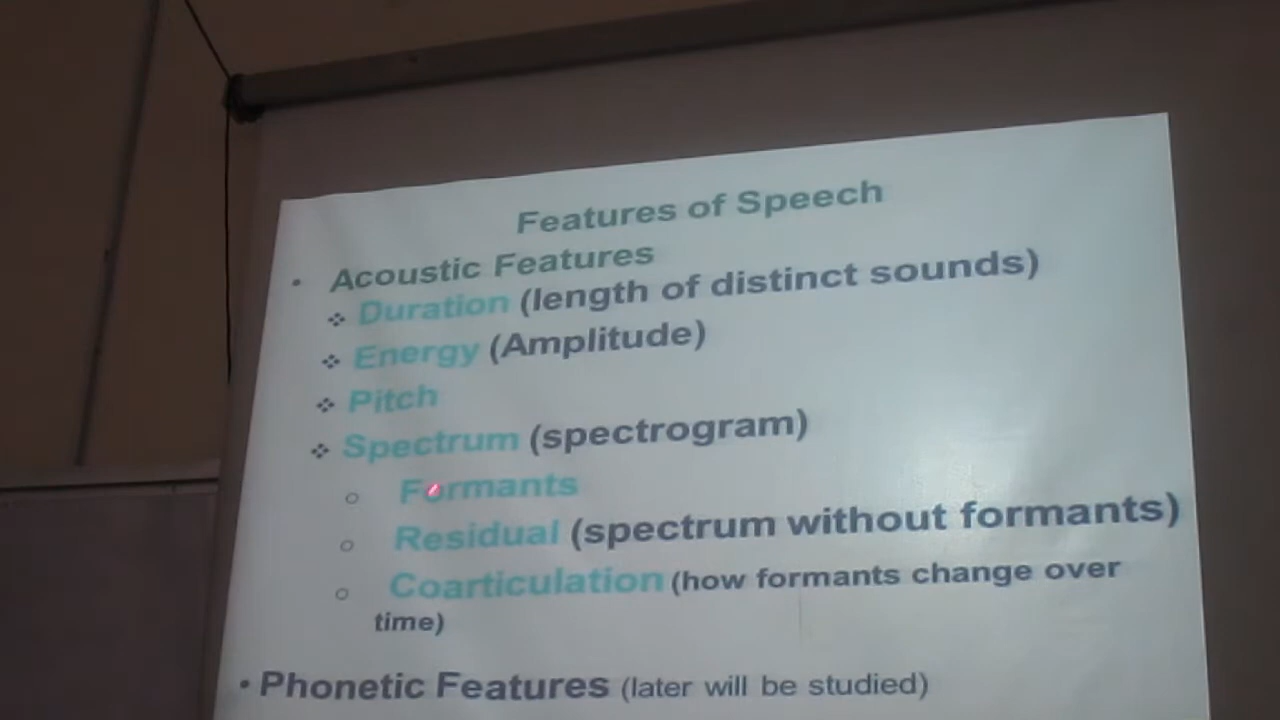 Features of Speech
• Acoustic Features
❖ Duration (length of distinct sounds)
❖ Energy (Amplitude)
❖ Pitch
❖ Spectrum (spectrogram)
○ Formants
○ Residual (spectrum without formants)
○ Coarticulation (how formants change over
time)
• Phonetic Features (later will be studied)